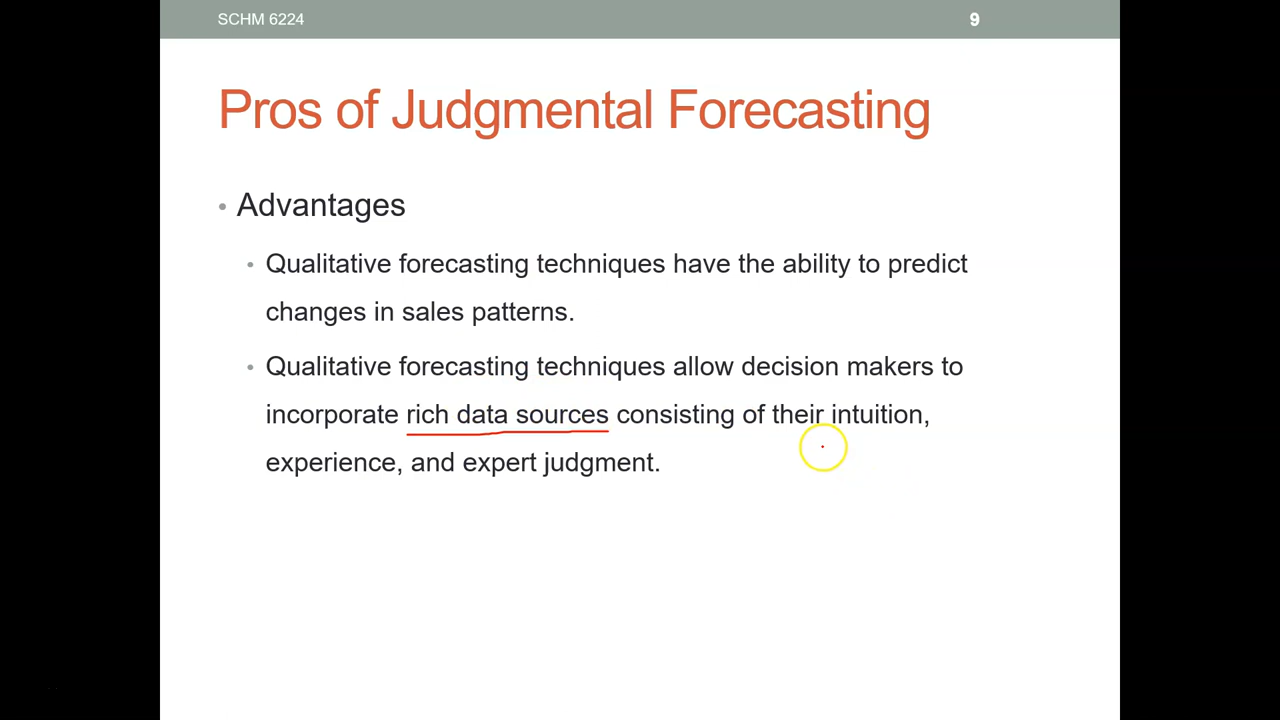 SCHM 6224
9
Pros of Judgmental Forecasting
• Advantages
• Qualitative forecasting techniques have the ability to predict
changes in sales patterns.
• Qualitative forecasting techniques allow decision makers to
incorporate rich data sources consisting of their intuition,
experience, and expert judgment.